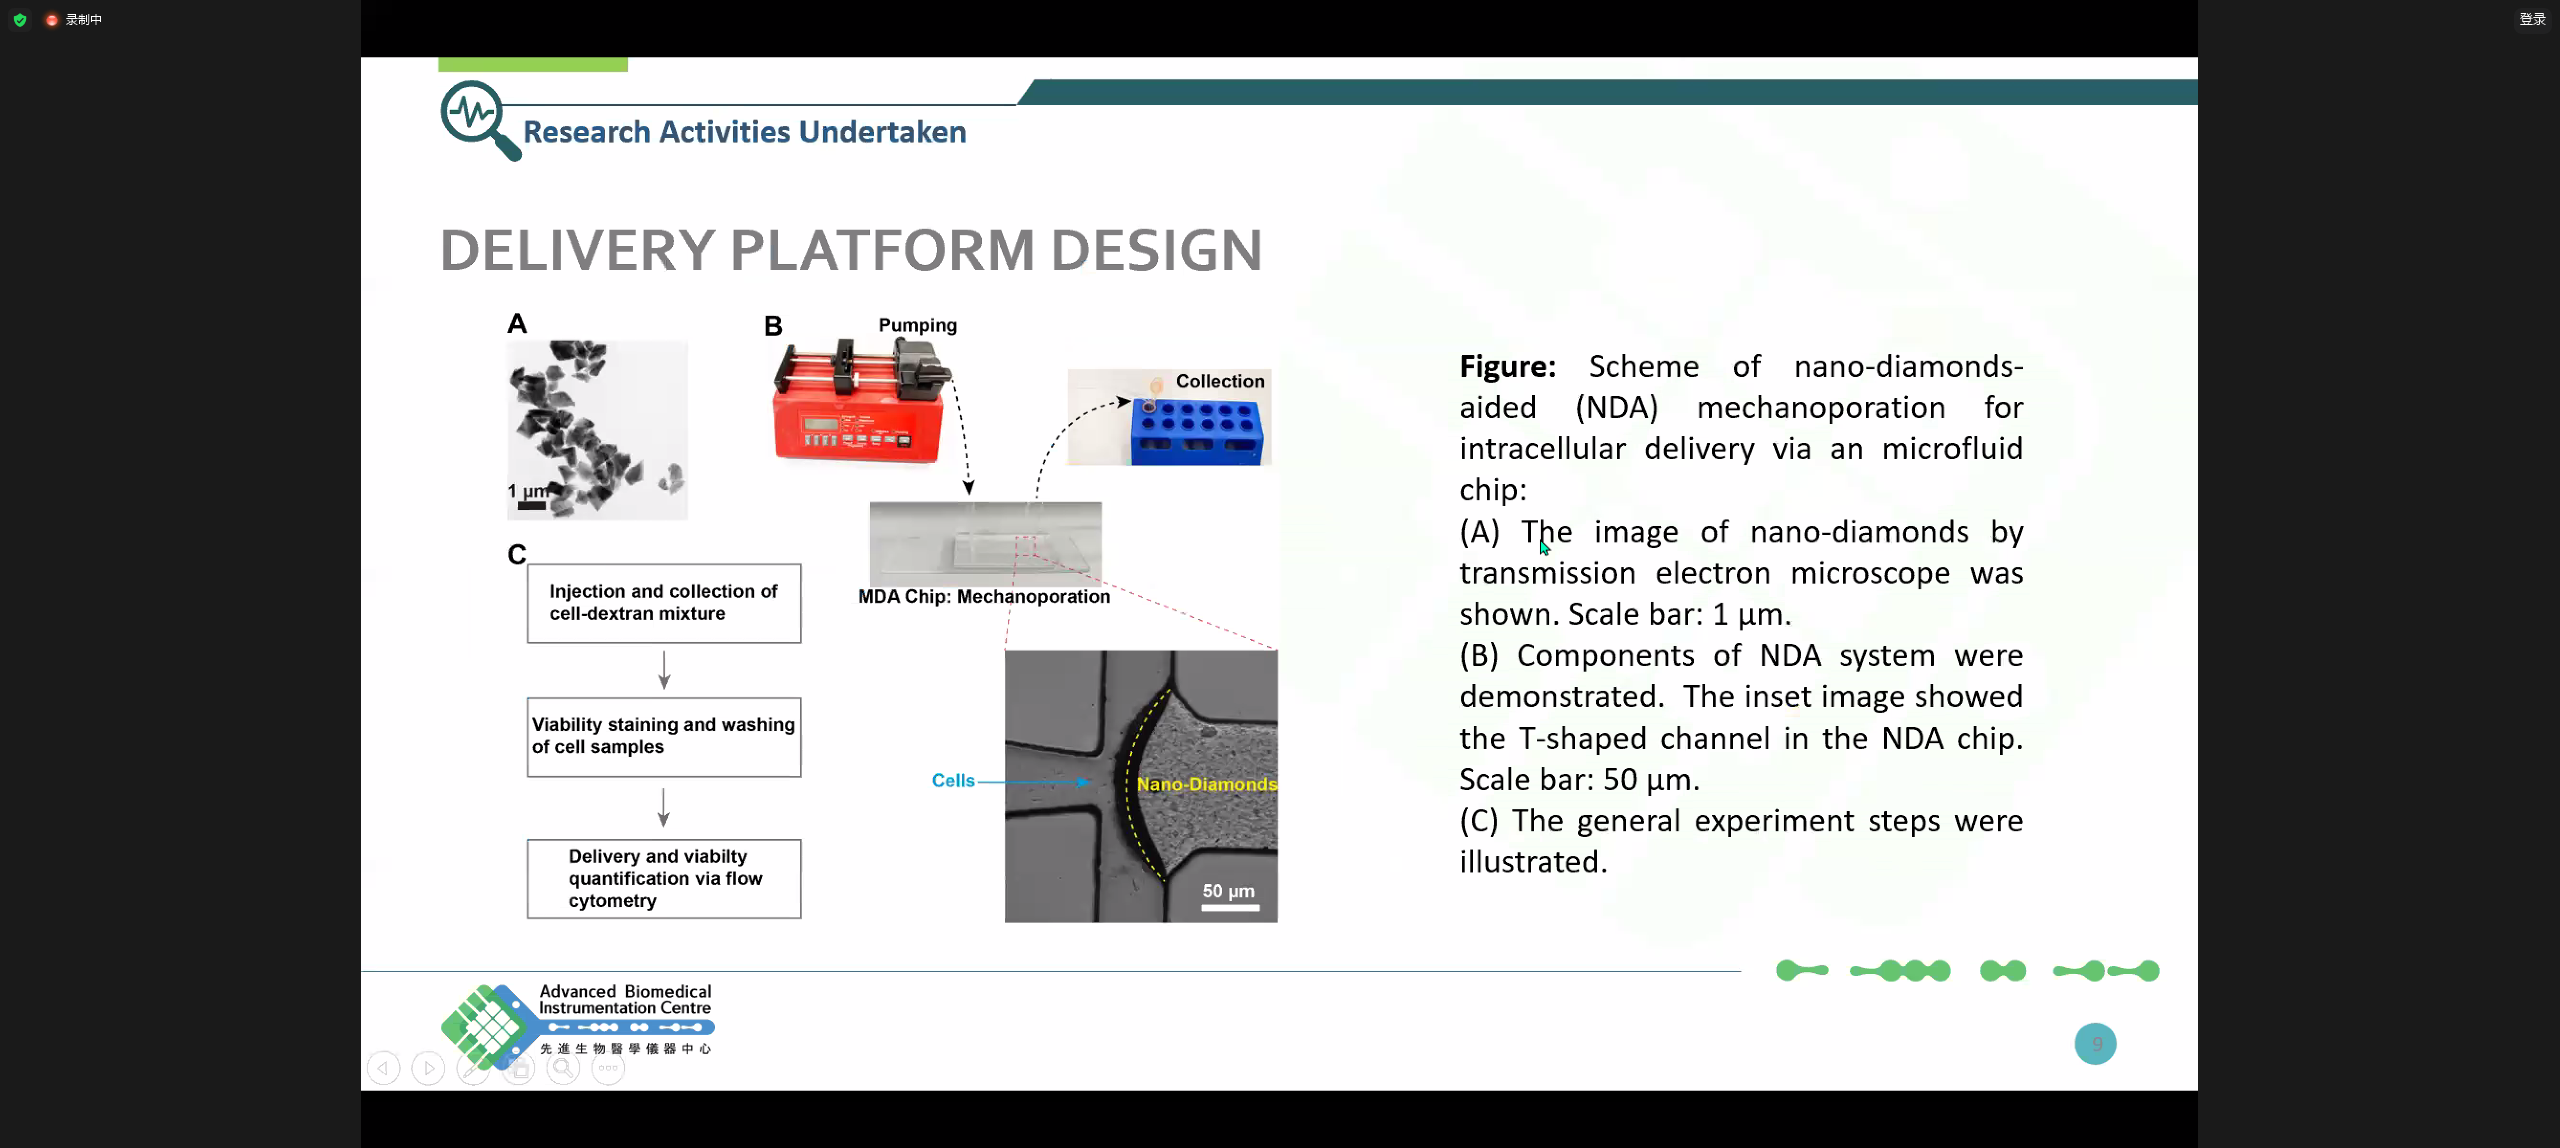 录制中
登录
Research Activities Undertaken
DELIVERY PLATFORM DESIGN
A
1 µm
B
Pumping
Collection
MDA Chip: Mechanoporation
Cells
Nano-Diamonds
50 µm
C
Injection and collection of
cell-dextran mixture
Viability staining and washing
of cell samples
Delivery and viabilty
quantification via flow
cytometry
Figure: Scheme of nano-diamonds-
aided (NDA) mechanoporation for
intracellular delivery via an microfluid
chip:
(A) The image of nano-diamonds by
transmission electron microscope was
shown. Scale bar: 1 µm.
(B) Components of NDA system were
demonstrated. The inset image showed
the T-shaped channel in the NDA chip.
Scale bar: 50 µm.
(C) The general experiment steps were
illustrated.
Advanced Biomedical
Instrumentation Centre
先進生物醫學儀器中心
9